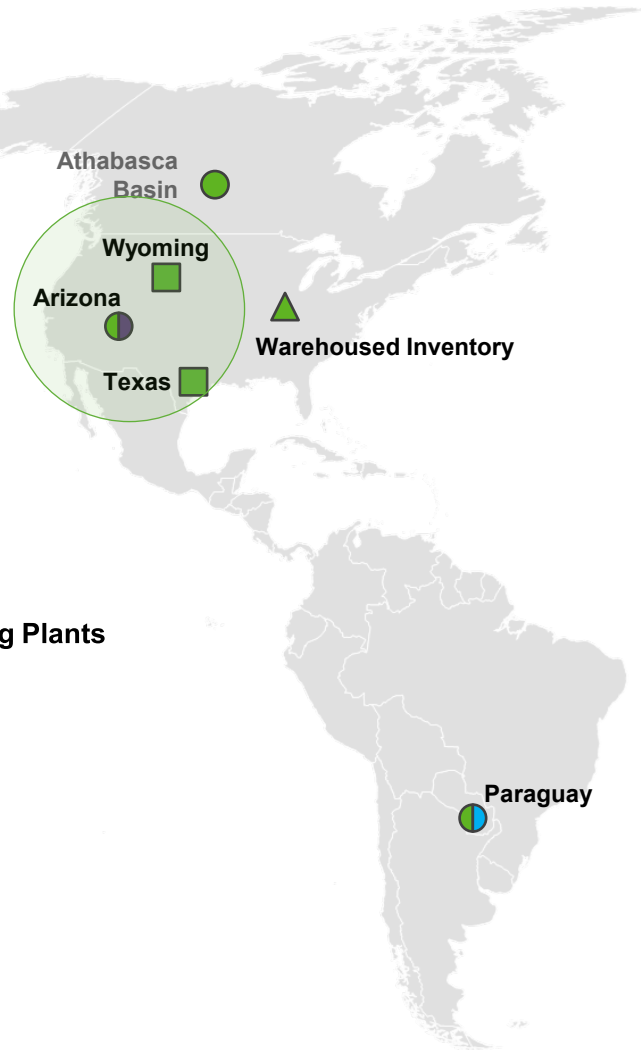 Athabasca
Basin
Wyoming
Arizona
Warehoused Inventory
Texas
g Plants
Paraguay